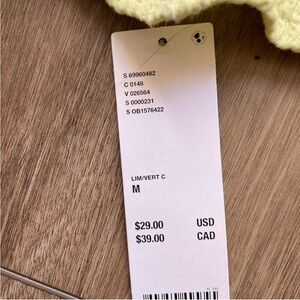 S 69960482
C 0148
V 026564
S 0000231
S OB1576422
LIM/VERT C
M
$29.00 USD
$39.00 CAD